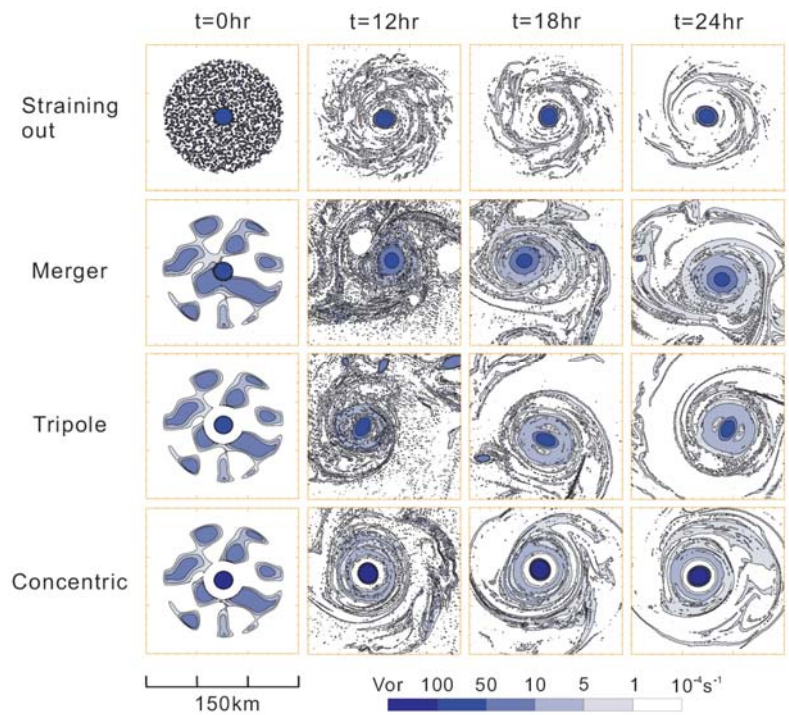 t=0hr t=12hr t=18hr t=24hr
Straining
out
Merger
Tripole
Concentric
150km
Vor 100 50 10 5 1 10⁻⁴s⁻¹